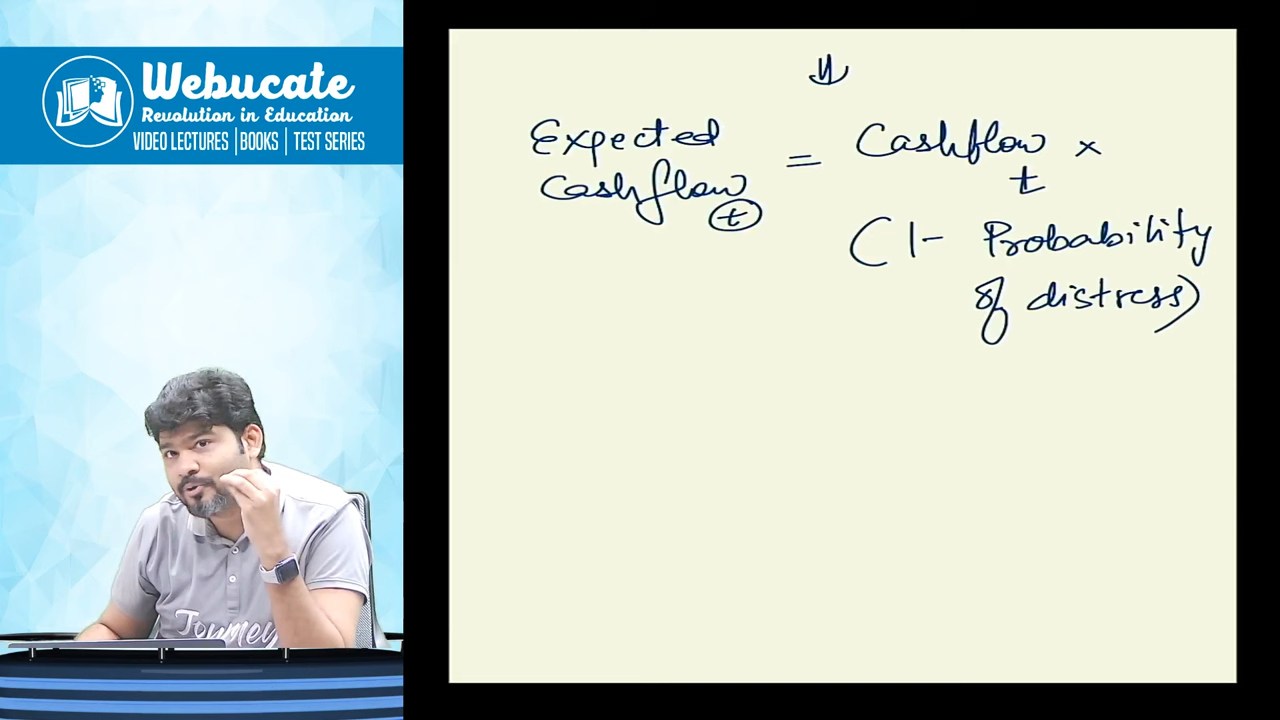 Webucate
Revolution in Education
VIDEO LECTURES | BOOKS | TEST SERIES
Expected
Cashflow t
= Cashflow t ×
(1- Probability
of distress)
Journey